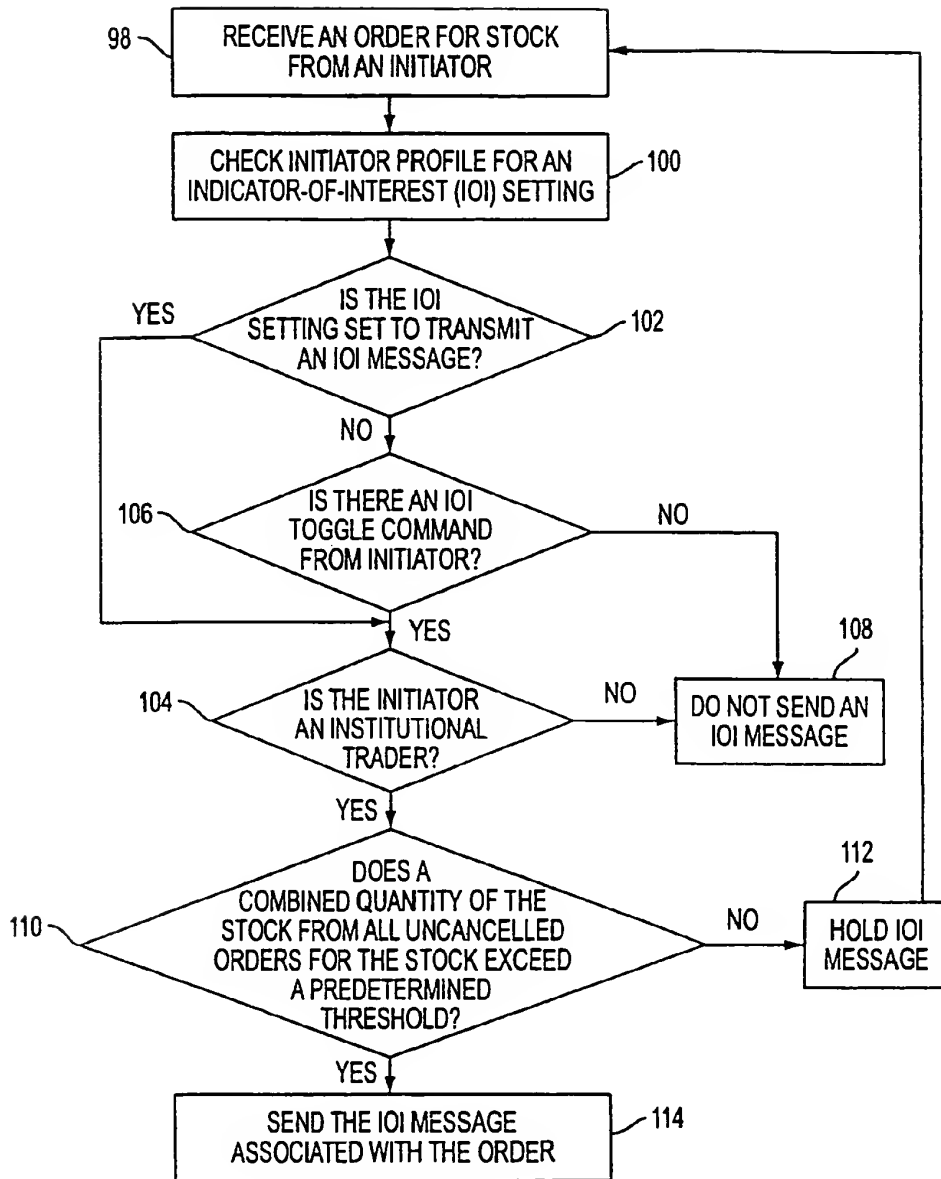 98
RECEIVE AN ORDER FOR STOCK
FROM AN INITIATOR
CHECK INITIATOR PROFILE FOR AN
INDICATOR-OF-INTEREST (IOI) SETTING
100
YES
IS THE IOI
SETTING SET TO TRANSMIT
AN IOI MESSAGE?
102
NO
106
IS THERE AN IOI
TOGGLE COMMAND
FROM INITIATOR?
NO
YES
108
104
IS THE INITIATOR
AN INSTITUTIONAL
TRADER?
NO
DO NOT SEND AN
IOI MESSAGE
YES
110
DOES A
COMBINED QUANTITY OF THE
STOCK FROM ALL UNCANCELLED
ORDERS FOR THE STOCK EXCEED
A PREDETERMINED
THRESHOLD?
NO
112
HOLD IOI
MESSAGE
YES
SEND THE IOI MESSAGE
ASSOCIATED WITH THE ORDER
114